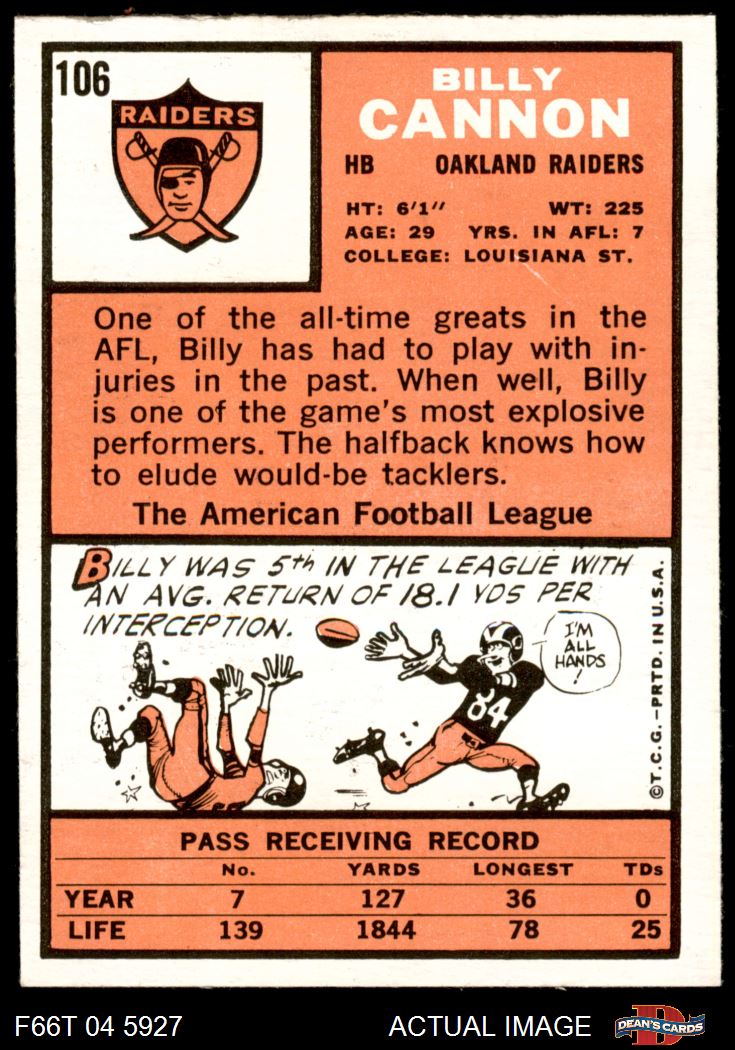 106
RAIDERS
BILLY
CANNON
HB OAKLAND RAIDERS
HT: 6'1" WT: 225
AGE: 29 YRS. IN AFL: 7
COLLEGE: LOUISIANA ST.
One of the all-time greats in the
AFL, Billy has had to play with in-
juries in the past. When well, Billy
is one of the game's most explosive
performers. The halfback knows how
to elude would-be tacklers.
The American Football League
BILLY WAS 5th IN THE LEAGUE WITH
AN AVG. RETURN OF 18.1 YDS PER
INTERCEPTION.
I'M
ALL
HANDS
!
84
©T.C.G.—PRTD. IN U.S.A.
PASS RECEIVING RECORD
No. YARDS LONGEST TDs
YEAR 7 127 36 0
LIFE 139 1844 78 25
F66T 04 5927 ACTUAL IMAGE
D
DEAN'S CARDS